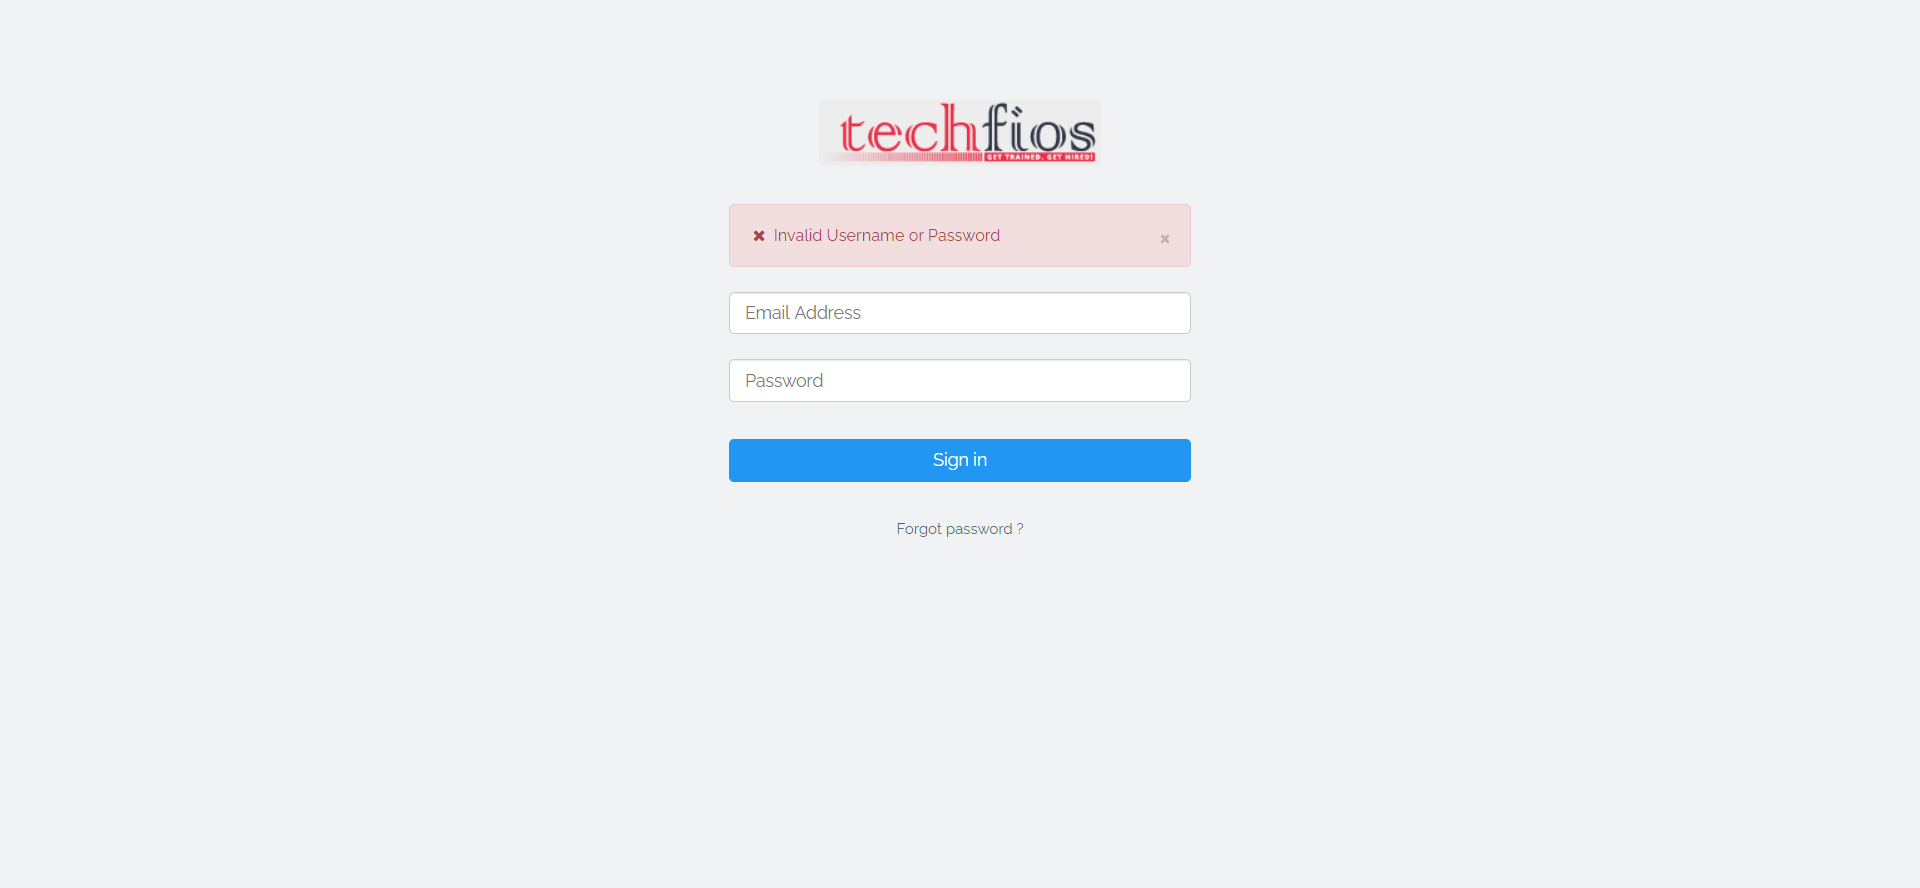 techfios
GET TRAINED. GET HIRED!
Invalid Username or Password
Email Address
Password
Sign in
Forgot password ?